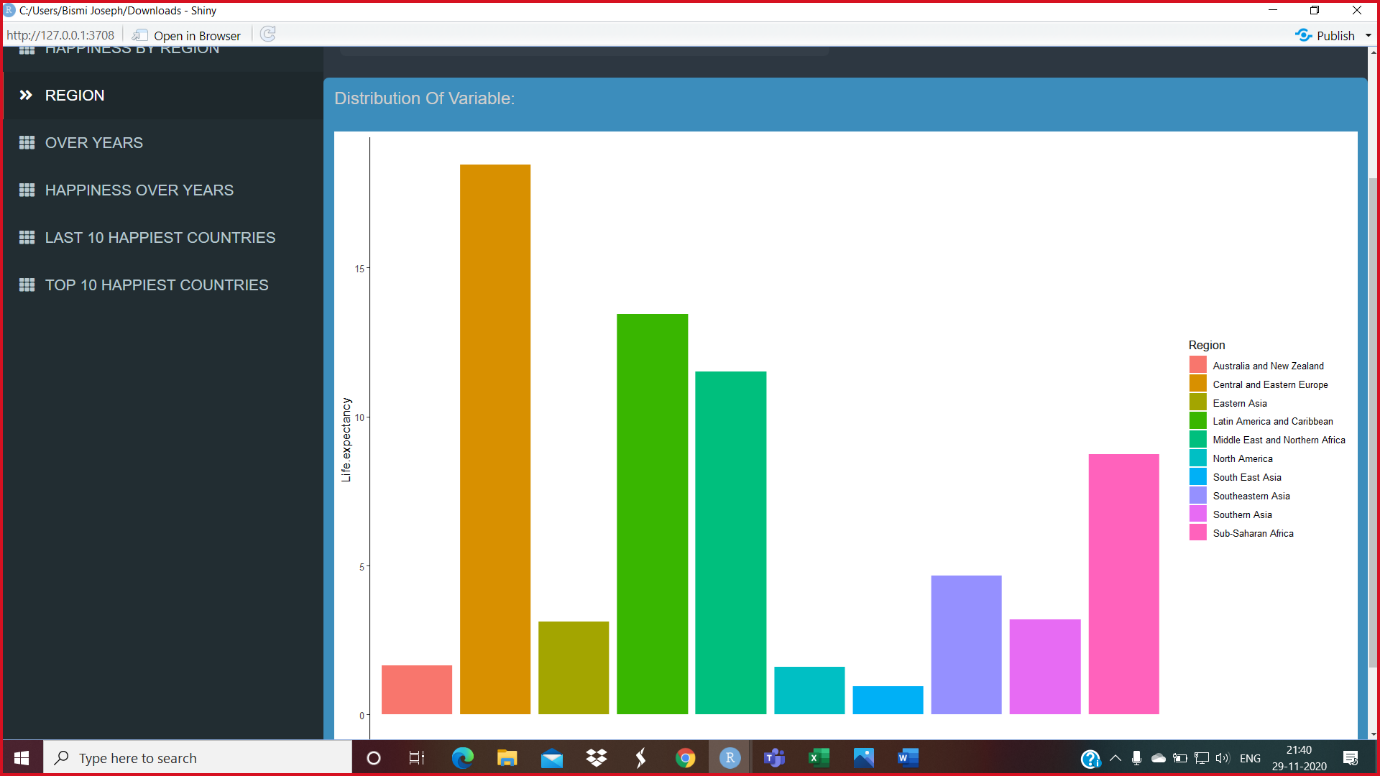 C:/Users/Bismi Joseph/Downloads - Shiny
http://127.0.0.1:3708
Open in Browser
Publish
HAPPINESS BY REGION
REGION
OVER YEARS
HAPPINESS OVER YEARS
LAST 10 HAPPIEST COUNTRIES
TOP 10 HAPPIEST COUNTRIES
Distribution Of Variable:
15
10
5
0
Life.expectancy
Region
Australia and New Zealand
Central and Eastern Europe
Eastern Asia
Latin America and Caribbean
Middle East and Northern Africa
North America
South East Asia
Southeastern Asia
Southern Asia
Sub-Saharan Africa
Type here to search
ENG
21:40
29-11-2020